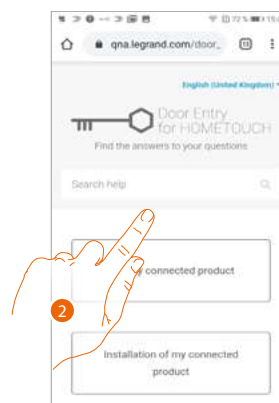 72 %
qna.legrand.com/door_
English (United Kingdom)
Door Entry
for HOMETOUCH
Find the answers to your questions
Search help
connected product
2
Installation of my connected
product